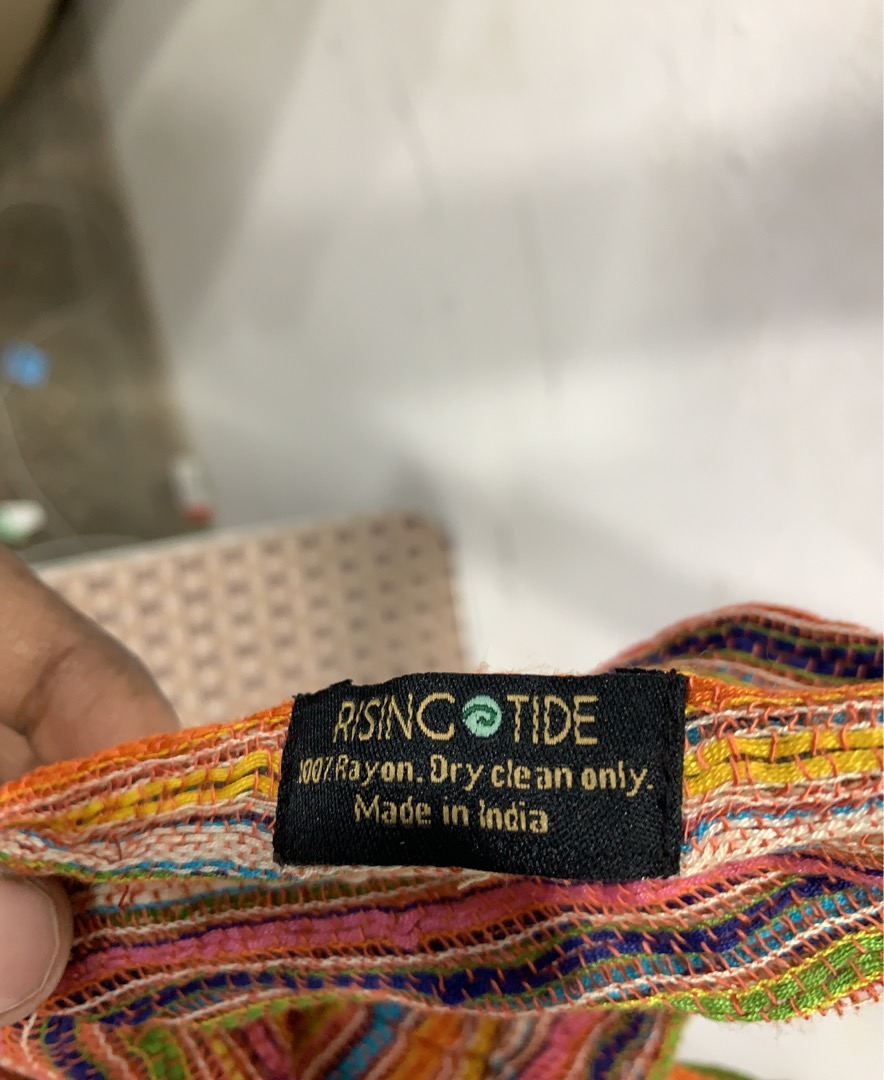 RISING TIDE
100% Rayon. Dry clean only.
Made in India